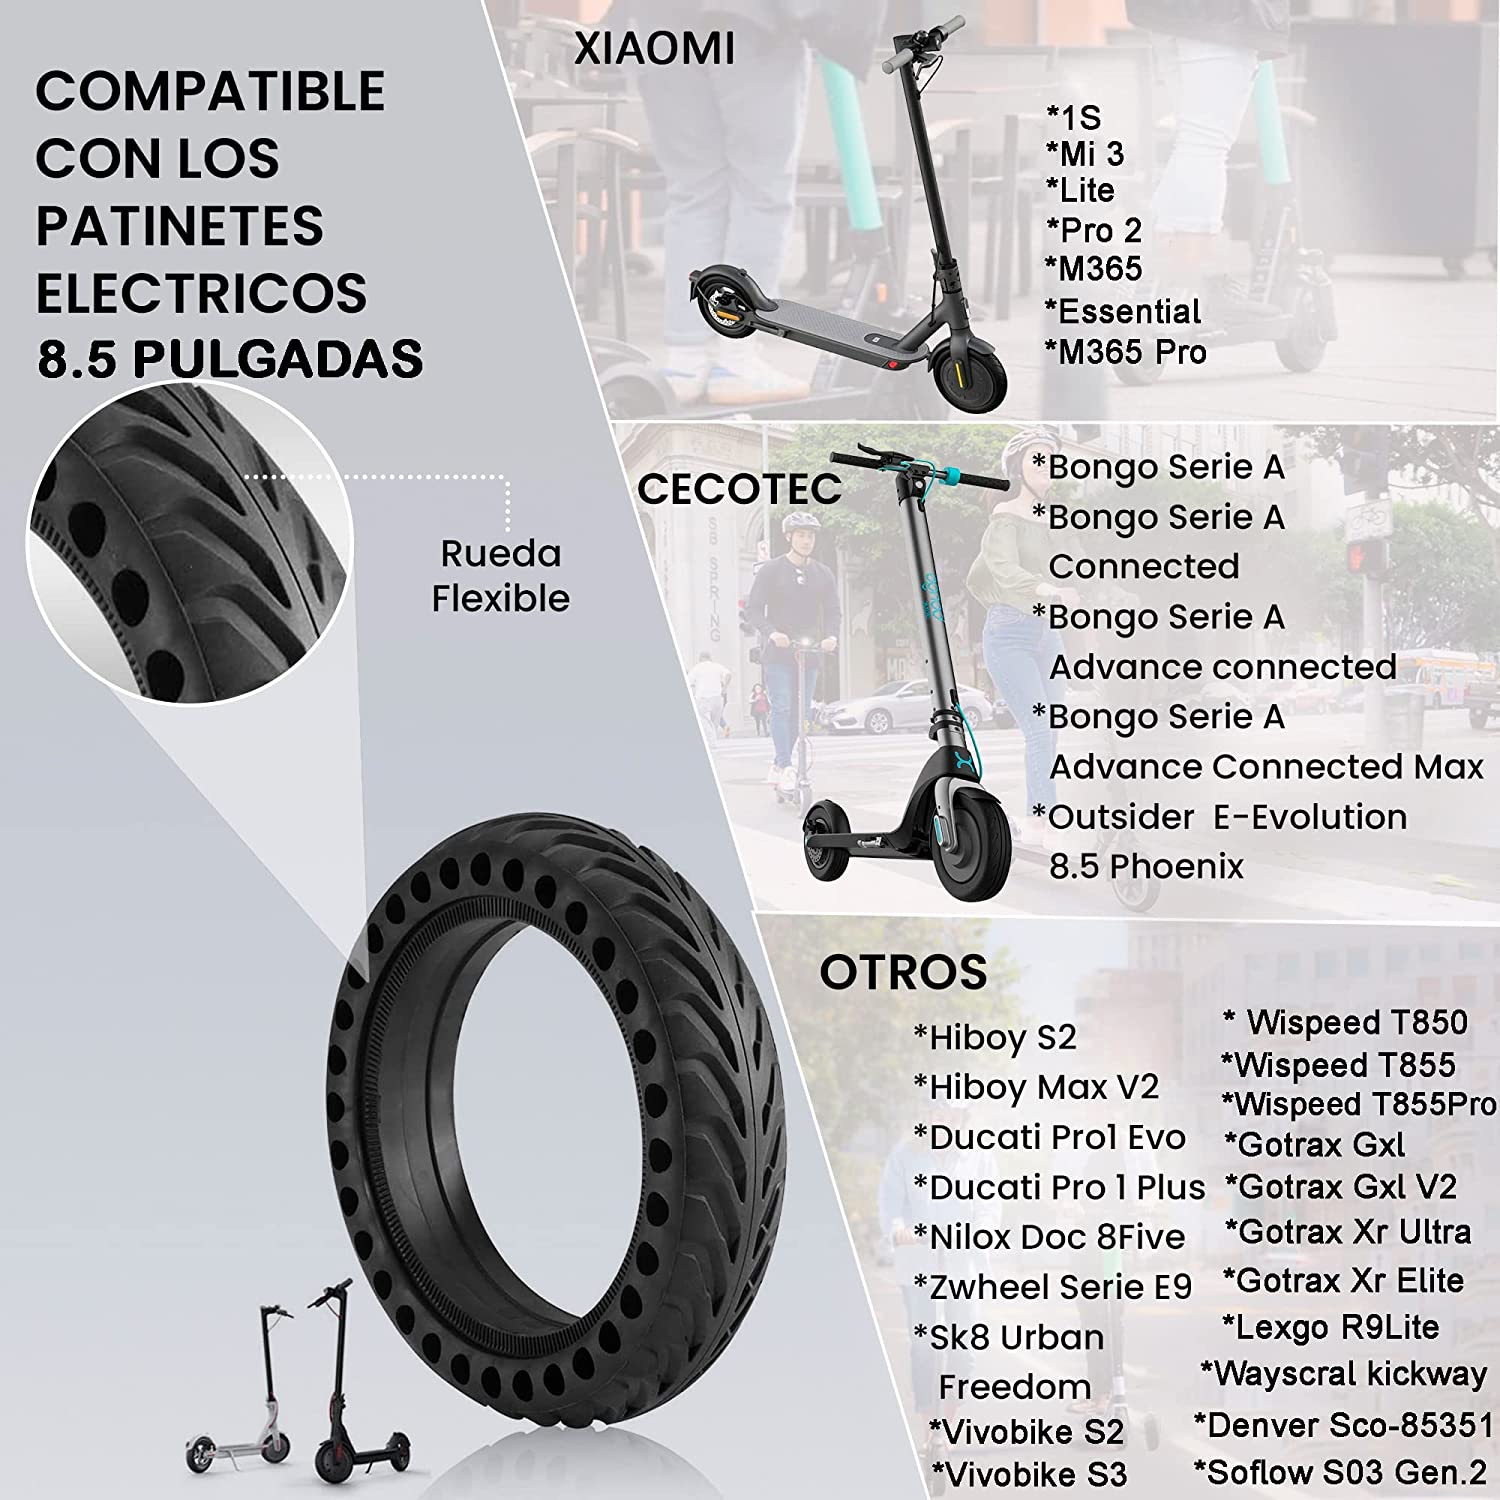 COMPATIBLE
CON LOS
PATINETES
ELECTRICOS
8.5 PULGADAS
Rueda
Flexible
XIAOMI
*1S
*Mi 3
*Lite
*Pro 2
*M365
*Essential
*M365 Pro
CECOTEC
*Bongo Serie A
*Bongo Serie A
Connected
*Bongo Serie A
Advance connected
*Bongo Serie A
Advance Connected Max
*Outsider E-Evolution
8.5 Phoenix
SB SPRING
OTROS
*Hiboy S2
*Hiboy Max V2
*Ducati Pro1 Evo
*Ducati Pro 1 Plus
*Nilox Doc 8Five
*Zwheel Serie E9
*Sk8 Urban
Freedom
*Vivobike S2
*Vivobike S3
* Wispeed T850
*Wispeed T855
*Wispeed T855Pro
*Gotrax Gxl
*Gotrax Gxl V2
*Gotrax Xr Ultra
*Gotrax Xr Elite
*Lexgo R9Lite
*Wayscral kickway
*Denver Sco-85351
*Soflow S03 Gen.2